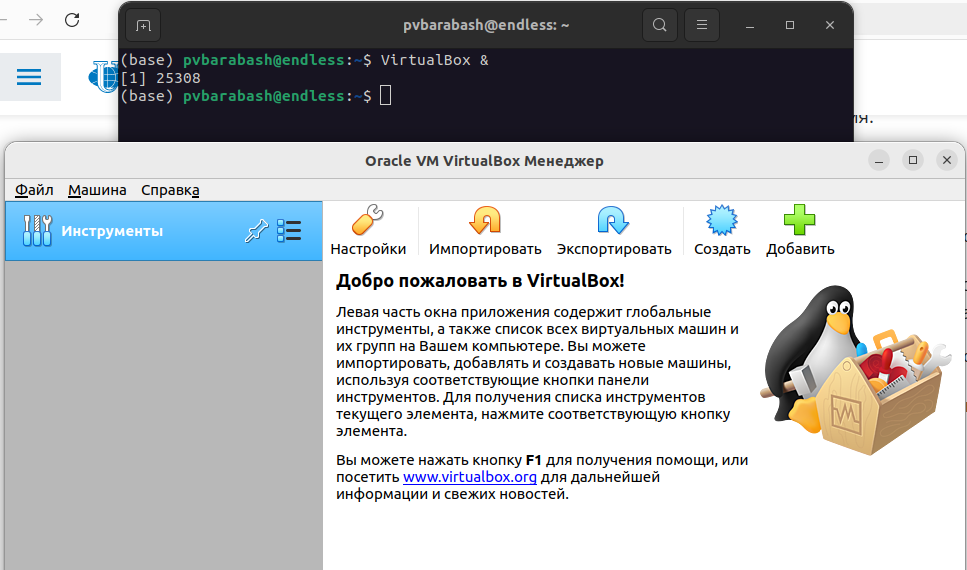 pvbarabash@endless: ~
(base) pvbarabash@endless:~$ VirtualBox &
[1] 25308
(base) pvbarabash@endless:~$
ия.
Oracle VM VirtualBox Менеджер
Файл Машина Справка
Инструменты
Настройки Импортировать Экспортировать Создать Добавить
Добро пожаловать в VirtualBox!
Левая часть окна приложения содержит глобальные
инструменты, а также список всех виртуальных машин и
их групп на Вашем компьютере. Вы можете
импортировать, добавлять и создавать новые машины,
используя соответствующие кнопки панели
инструментов. Для получения списка инструментов
текущего элемента, нажмите соответствующую кнопку
элемента.
Вы можете нажать кнопку F1 для получения помощи, или
посетить www.virtualbox.org для дальнейшей
информации и свежих новостей.